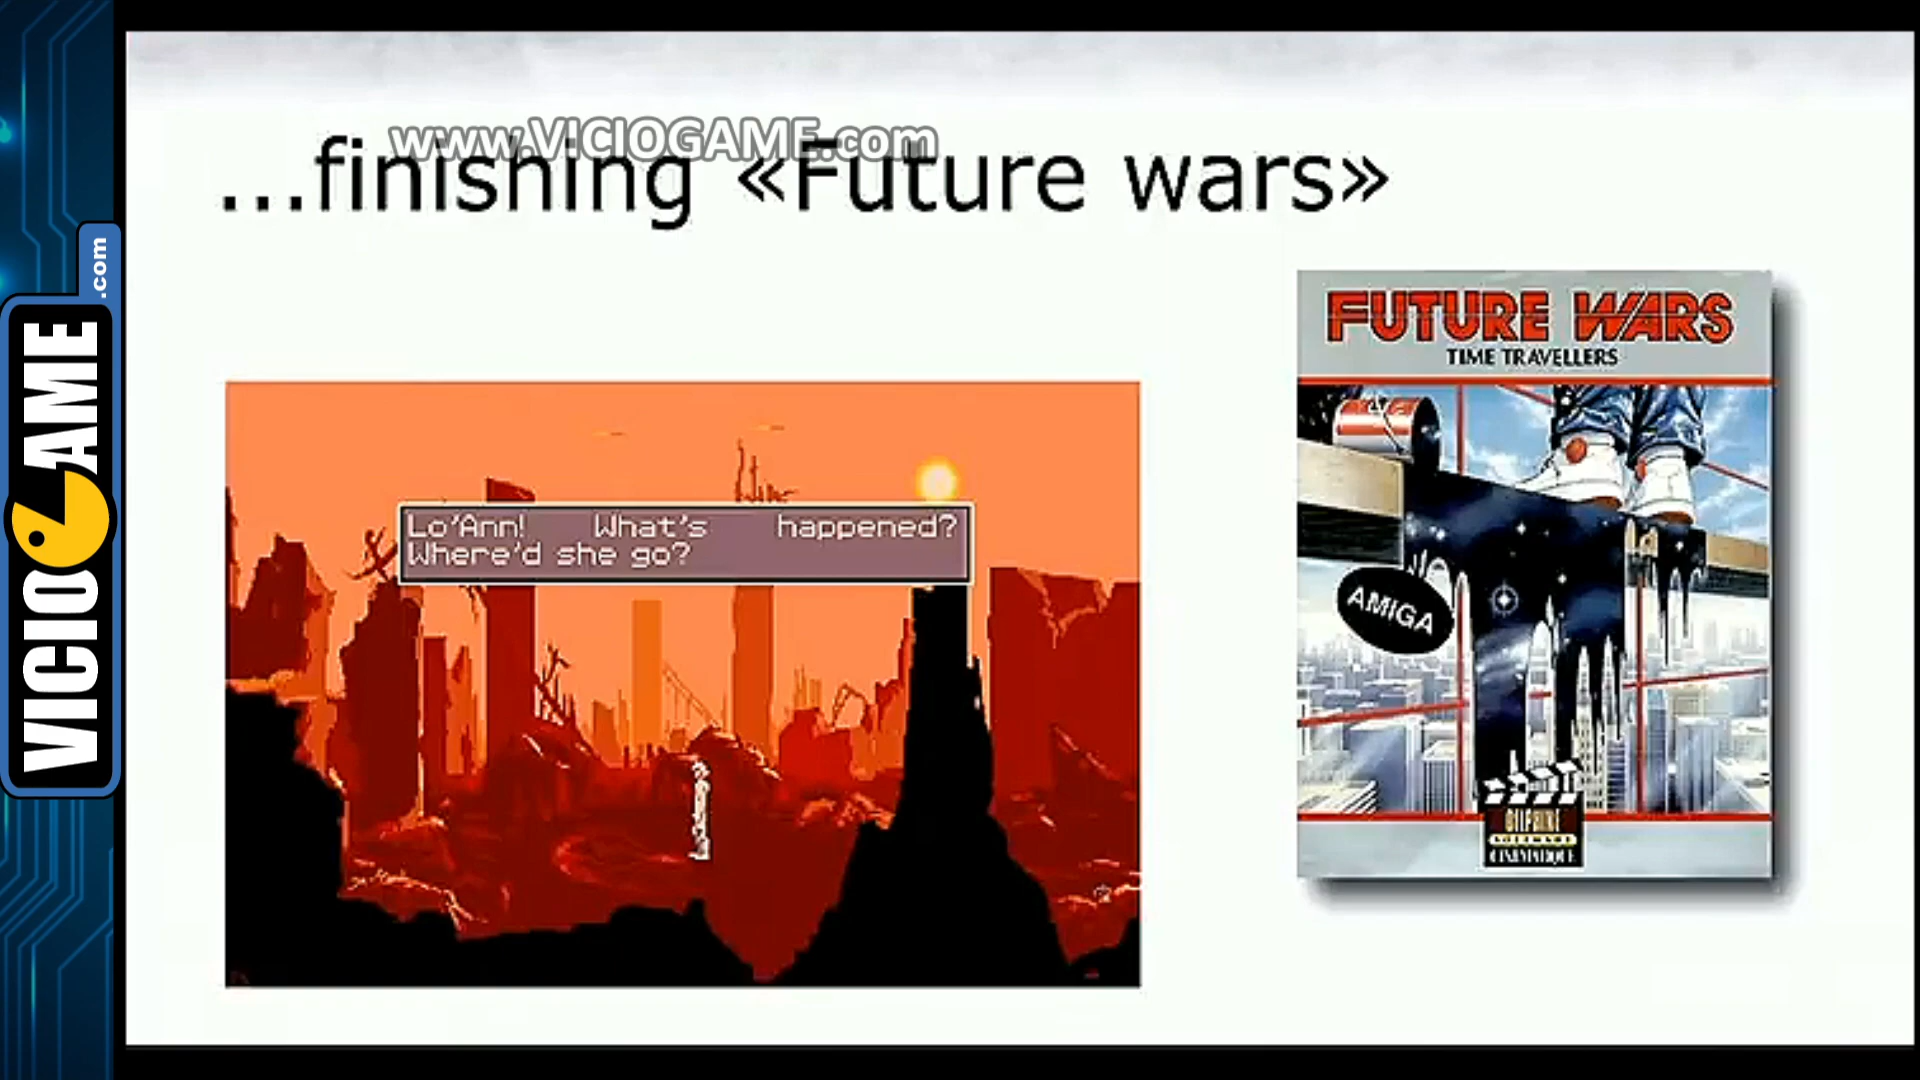 www.VICIOGAME.com
...finishing «Future wars»
VICIOGAME
.com
FUTURE WARS
TIME TRAVELLERS
Lo'Ann! What's happened?
Where'd she go?
AMIGA
DELPHINE
SOFTWARE
CINEMATIQUE